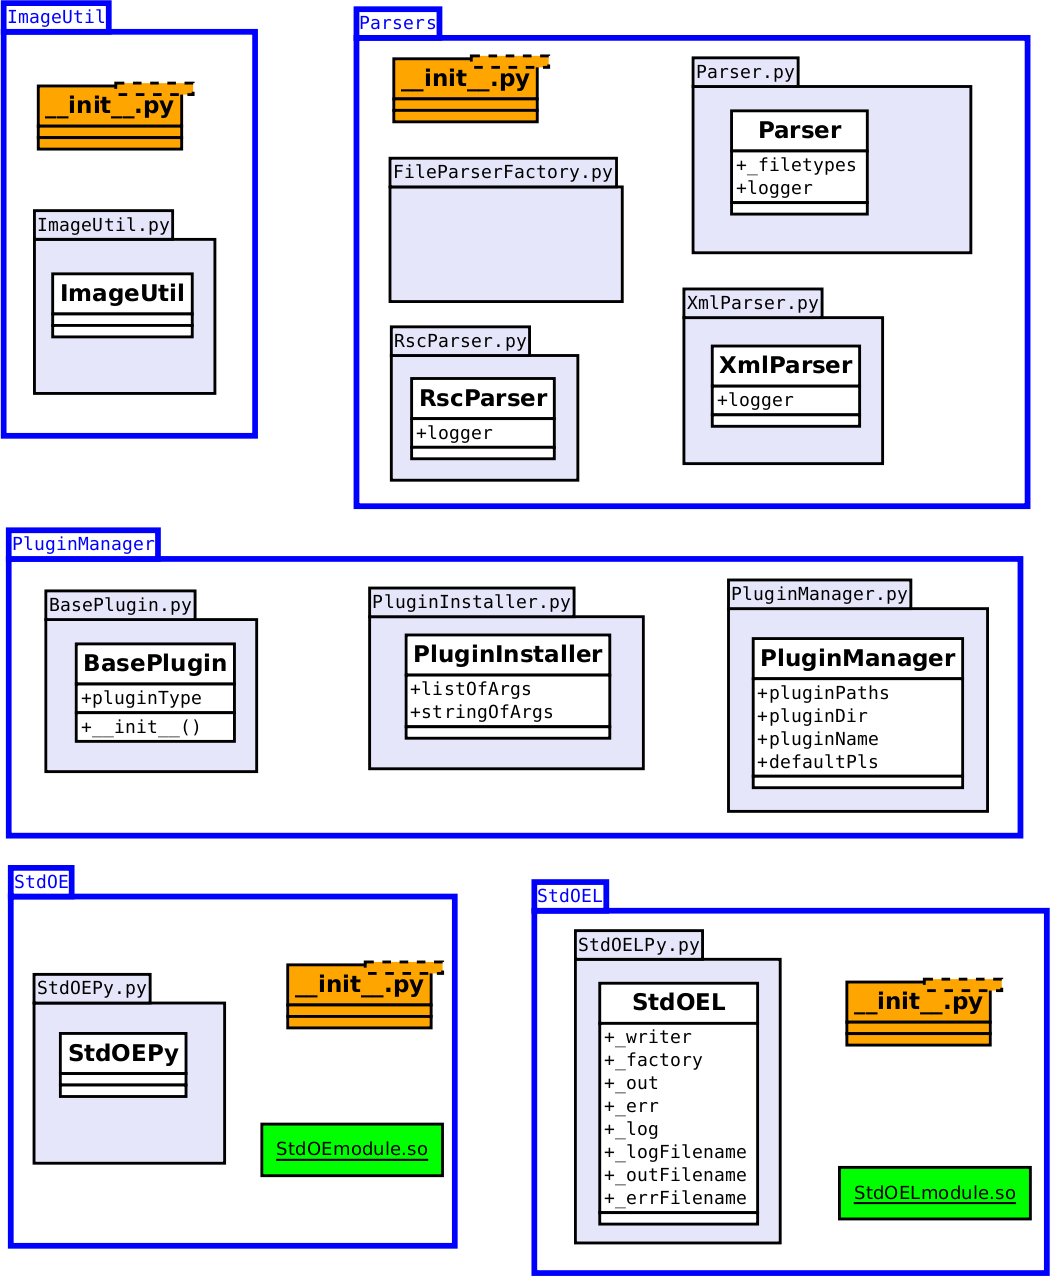 ImageUtil
__init__.py
ImageUtil.py
ImageUtil
Parsers
__init__.py
Parser.py
Parser
+_filetypes
+logger
FileParserFactory.py
RscParser.py
RscParser
+logger
XmlParser.py
XmlParser
+logger
PluginManager
BasePlugin.py
BasePlugin
+pluginType
+__init__()
PluginInstaller.py
PluginInstaller
+listOfArgs
+stringOfArgs
PluginManager.py
PluginManager
+pluginPaths
+pluginDir
+pluginName
+defaultPls
StdOE
__init__.py
StdOEPy.py
StdOEPy
StdOEmodule.so
StdOEL
StdOELPy.py
StdOEL
+_writer
+_factory
+_out
+_err
+_log
+_logFilename
+_outFilename
+_errFilename
__init__.py
StdOELmodule.so